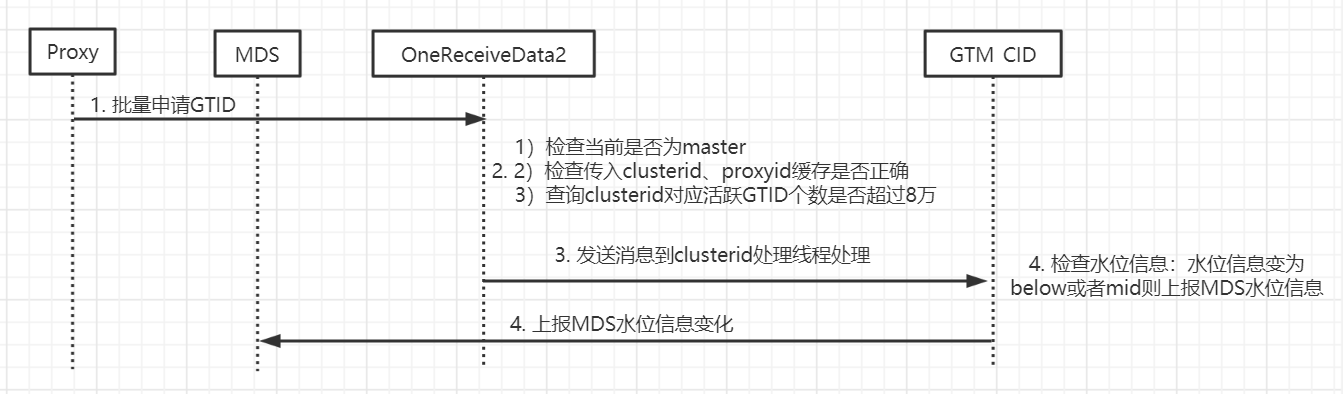 Proxy
MDS
OneReceiveData2
GTM CID
1. 批量申请GTID
1）检查当前是否为master
2. 2）检查传入clusterid、proxyid缓存是否正确
3）查询clusterid对应活跃GTID个数是否超过8万
3. 发送消息到clusterid处理线程处理
4. 检查水位信息：水位信息变为
below或者mid则上报MDS水位信息
4. 上报MDS水位信息变化